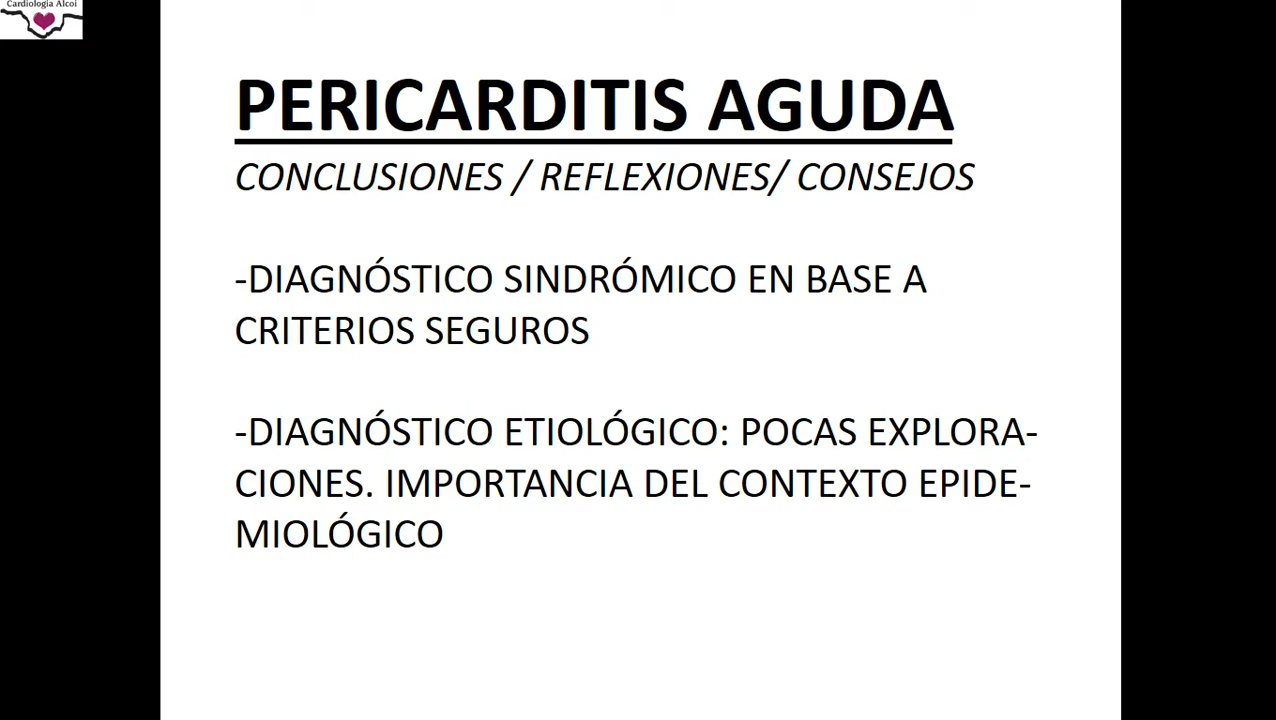 Cardiología Alcoi
PERICARDITIS AGUDA
CONCLUSIONES / REFLEXIONES/ CONSEJOS
-DIAGNÓSTICO SINDRÓMICO EN BASE A
CRITERIOS SEGUROS
-DIAGNÓSTICO ETIOLÓGICO: POCAS EXPLORA-
CIONES. IMPORTANCIA DEL CONTEXTO EPIDE-
MIOLÓGICO